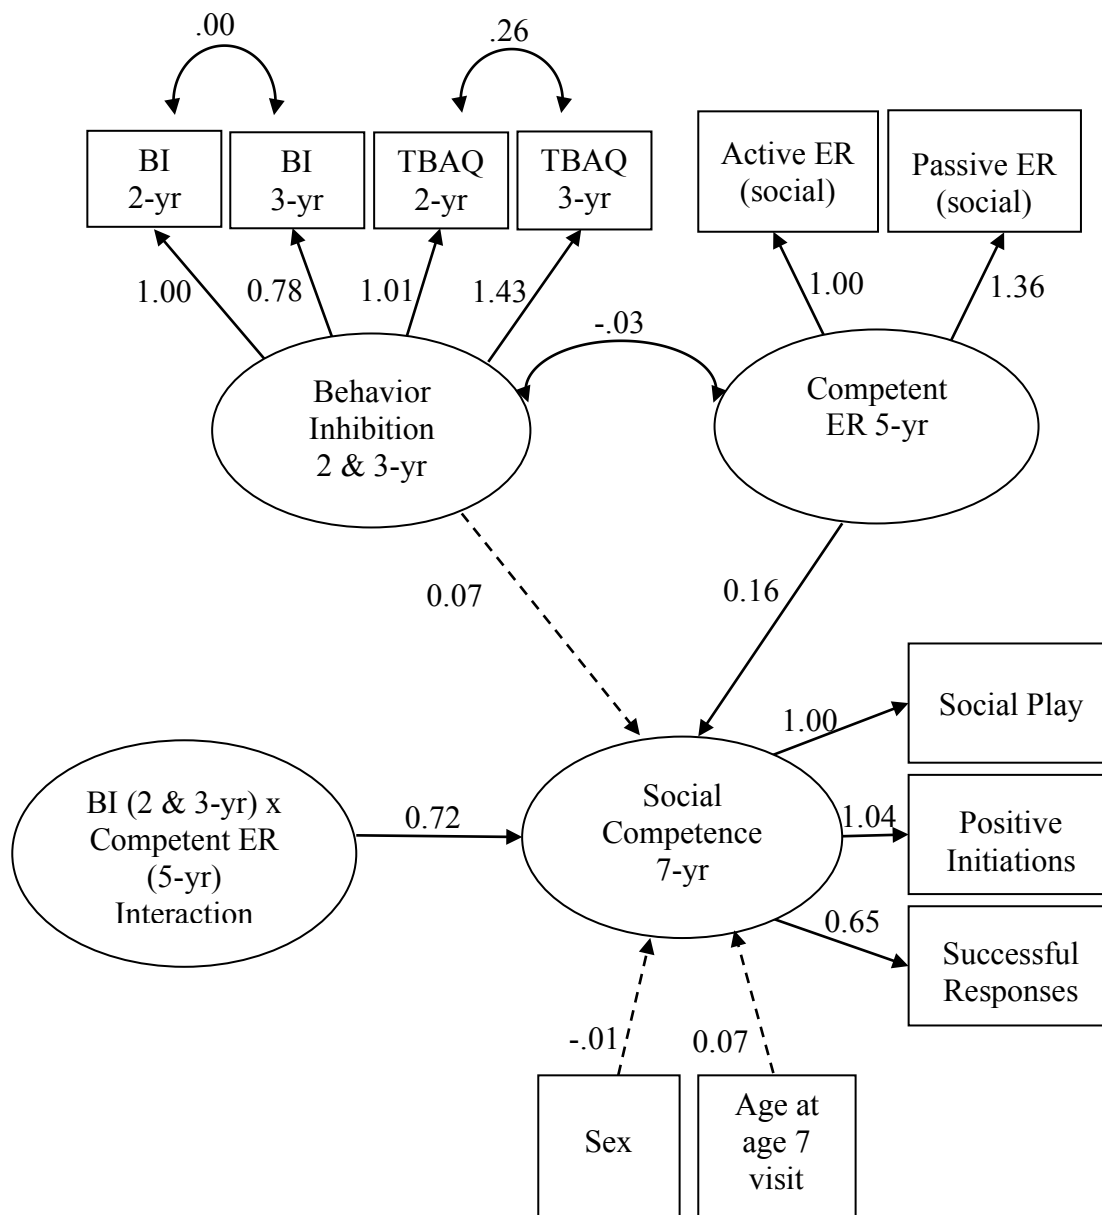 .00
.26
BI
2-yr
BI
3-yr
TBAQ
2-yr
TBAQ
3-yr
Active ER
(social)
Passive ER
(social)
1.00
0.78
1.01
1.43
1.00
1.36
-.03
Behavior
Inhibition
2 & 3-yr
Competent
ER 5-yr
0.07
0.16
Social Play
1.00
BI (2 & 3-yr) x
Competent ER
(5-yr)
Interaction
0.72
Social
Competence
7-yr
1.04
Positive
Initiations
0.65
Successful
Responses
-.01
0.07
Sex
Age at
age 7
visit